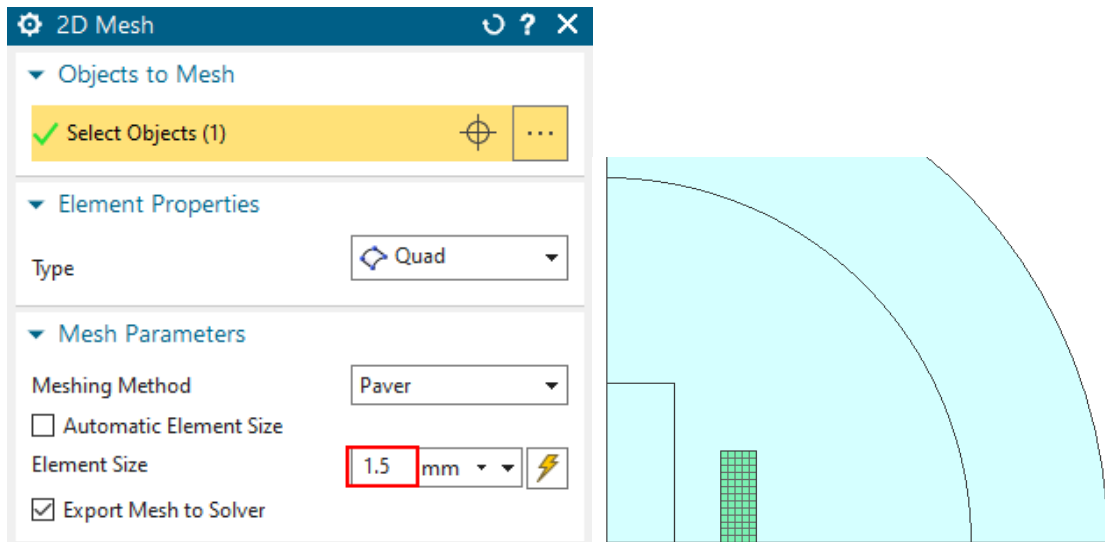 2D Mesh ?
Objects to Mesh
Select Objects (1)
Element Properties
Type Quad
Mesh Parameters
Meshing Method Paver
Automatic Element Size
Element Size 1.5 mm
Export Mesh to Solver